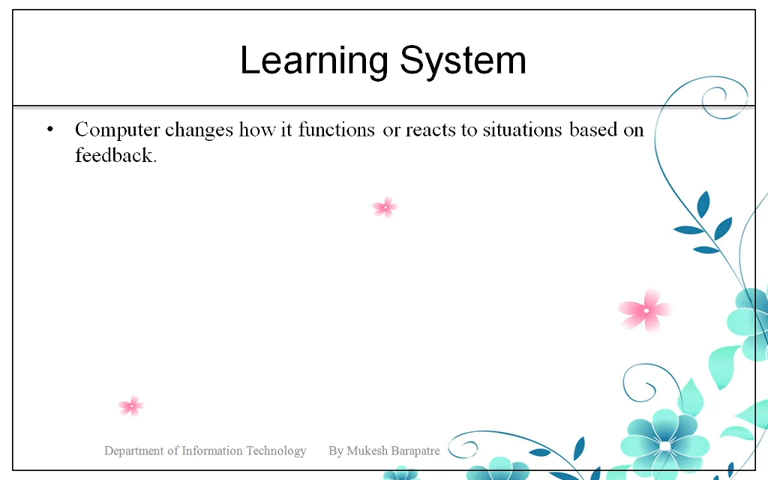 Learning System
• Computer changes how it functions or reacts to situations based on
feedback.
Department of Information Technology By Mukesh Barapatre